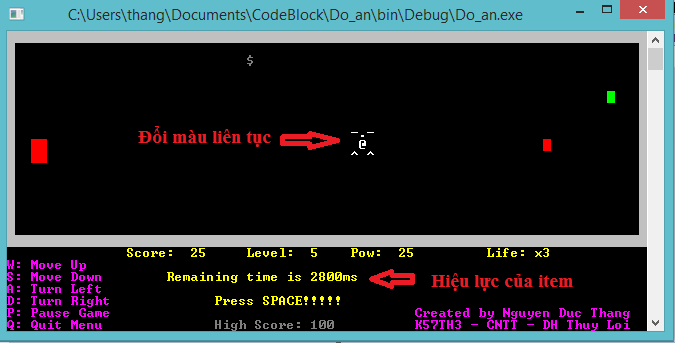 C:\Users\thang\Documents\CodeBlock\Do_an\bin\Debug\Do_an.exe
$
Đổi màu liên tục
@
Score: 25 Level: 5 Pow: 25 Life: x3
W: Move Up
S: Move Down Remaining time is 2800ms Hiệu lực của item
A: Turn Left
D: Turn Right Press SPACE!!!!!
P: Pause Game Created by Nguyen Duc Thang
Q: Quit Menu High Score: 100 K57TH3 - CNTT - DH Thuy Loi